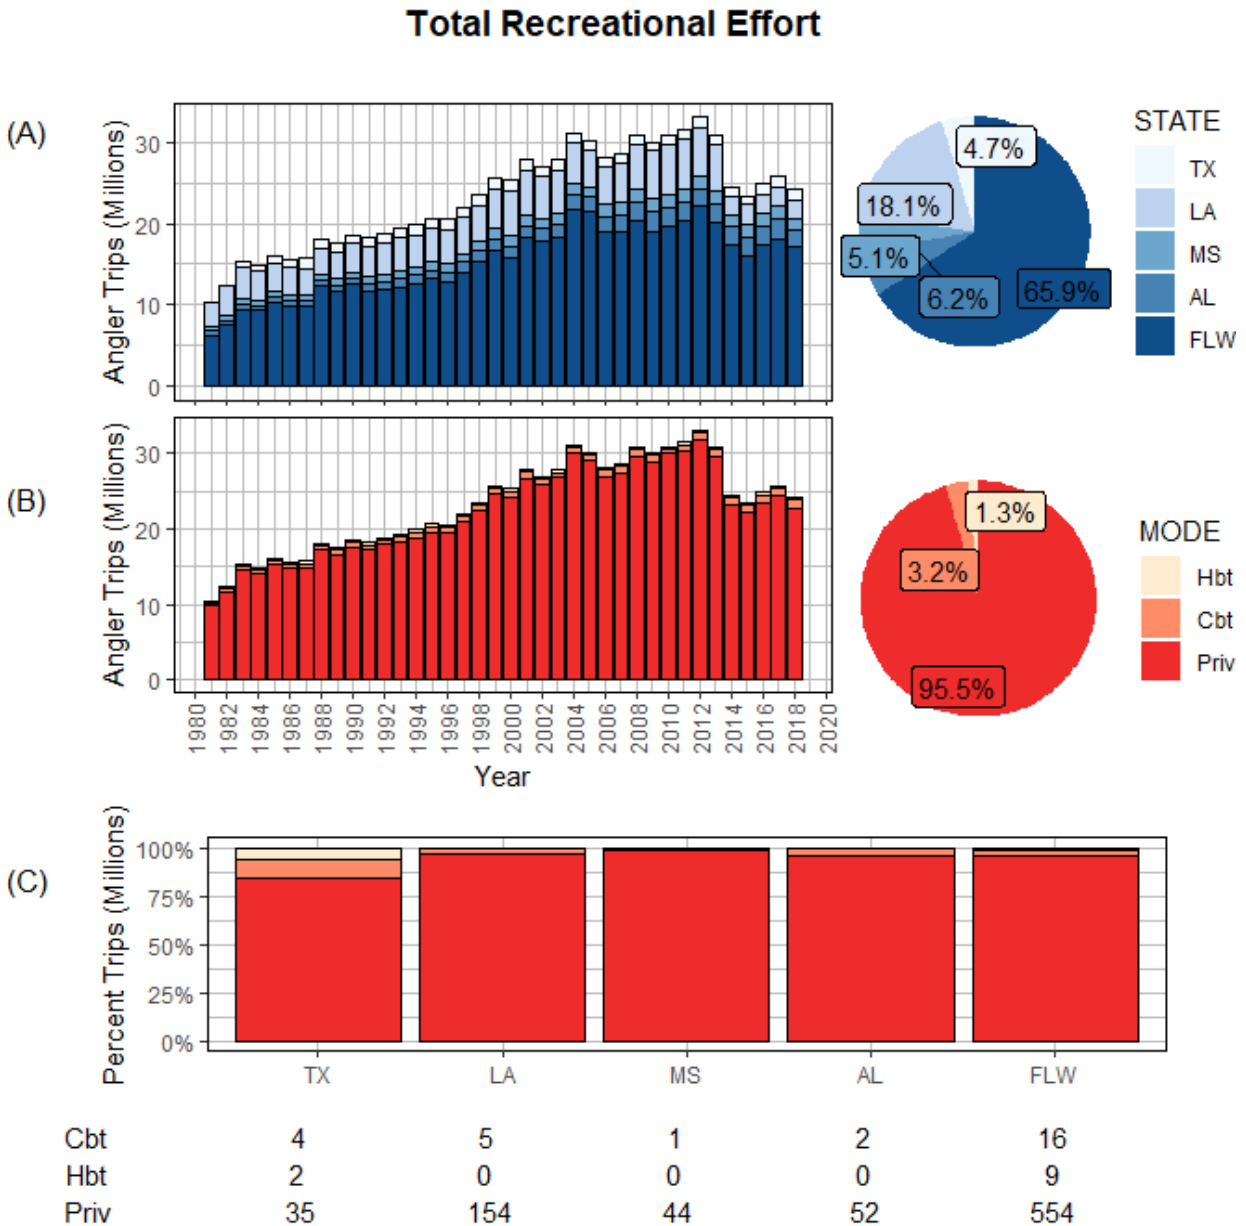 Total Recreational Effort
(A)
Angler Trips (Millions)
30
20
10
0
4.7%
18.1%
5.1%
6.2%
65.9%
STATE
TX
LA
MS
AL
FLW
(B)
Angler Trips (Millions)
30
20
10
0
1980 1982 1984 1986 1988 1990 1992 1994 1996 1998 2000 2002 2004 2006 2008 2010 2012 2014 2016 2018 2020
Year
1.3%
3.2%
95.5%
MODE
Hbt
Cbt
Priv
(C)
Percent Trips (Millions)
100%
75%
50%
25%
0%
TX LA MS AL FLW
Cbt 4 5 1 2 16
Hbt 2 0 0 0 9
Priv 35 154 44 52 554